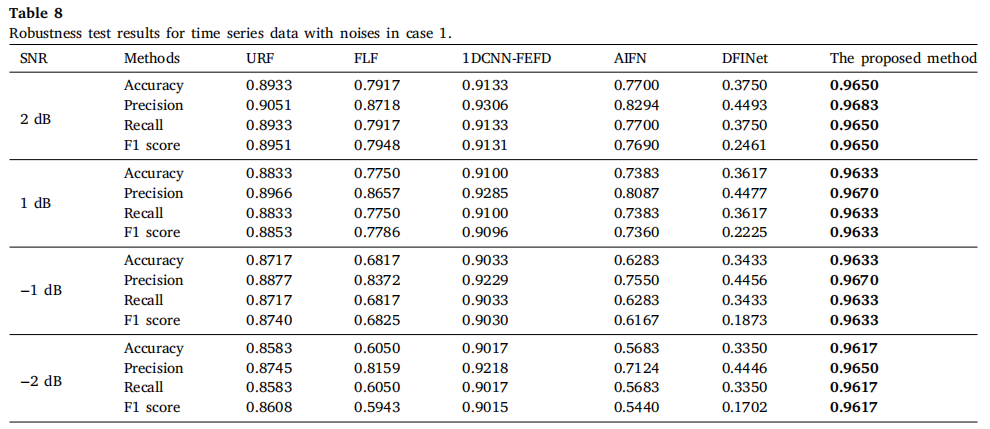 Table 8
Robustness test results for time series data with noises in case 1.
SNR Methods URF FLF 1DCNN-FEFD AIFN DFINet The proposed method
2 dB
Accuracy 0.8933 0.7917 0.9133 0.7700 0.3750 0.9650
Precision 0.9051 0.8718 0.9306 0.8294 0.4493 0.9683
Recall 0.8933 0.7917 0.9133 0.7700 0.3750 0.9650
F1 score 0.8951 0.7948 0.9131 0.7690 0.2461 0.9650
1 dB
Accuracy 0.8833 0.7750 0.9100 0.7383 0.3617 0.9633
Precision 0.8966 0.8657 0.9285 0.8087 0.4477 0.9670
Recall 0.8833 0.7750 0.9100 0.7383 0.3617 0.9633
F1 score 0.8853 0.7786 0.9096 0.7360 0.2225 0.9633
−1 dB
Accuracy 0.8717 0.6817 0.9033 0.6283 0.3433 0.9633
Precision 0.8877 0.8372 0.9229 0.7550 0.4456 0.9670
Recall 0.8717 0.6817 0.9033 0.6283 0.3433 0.9633
F1 score 0.8740 0.6825 0.9030 0.6167 0.1873 0.9633
−2 dB
Accuracy 0.8583 0.6050 0.9017 0.5683 0.3350 0.9617
Precision 0.8745 0.8159 0.9218 0.7124 0.4446 0.9650
Recall 0.8583 0.6050 0.9017 0.5683 0.3350 0.9617
F1 score 0.8608 0.5943 0.9015 0.5440 0.1702 0.9617